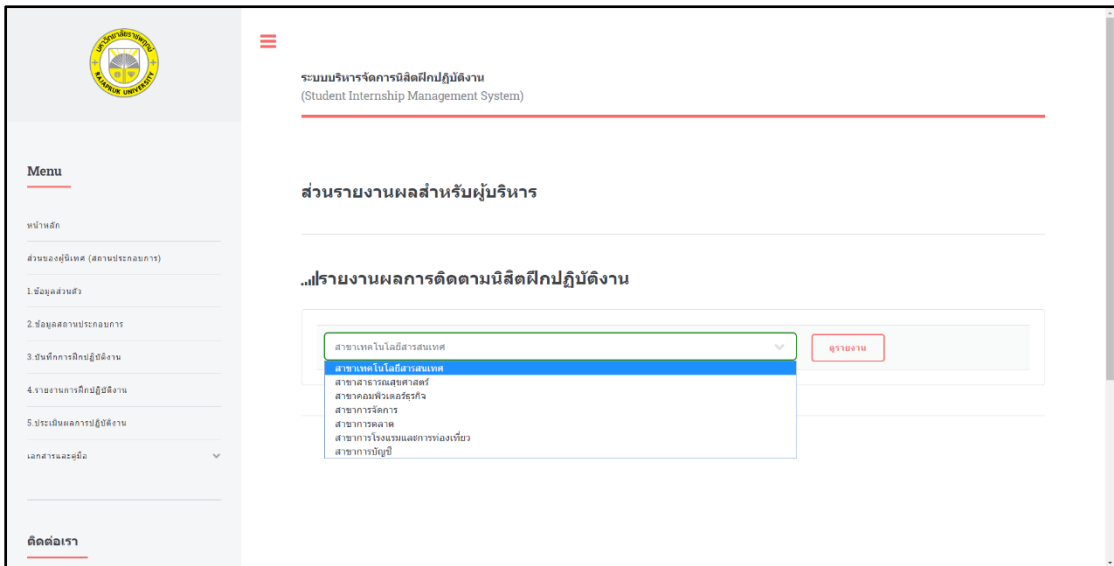 มหาวิทยาลัยราชพฤกษ์
RAJAPRUK UNIVERSITY
ระบบบริหารจัดการนิสิตฝึกปฏิบัติงาน
(Student Internship Management System)
Menu
หน้าหลัก
ส่วนของผู้นิเทศ (สถานประกอบการ)
1.ข้อมูลส่วนตัว
2.ข้อมูลสถานประกอบการ
3.บันทึกการฝึกปฏิบัติงาน
4.รายงานการฝึกปฏิบัติงาน
5.ประเมินผลการปฏิบัติงาน
เอกสารและคู่มือ
ติดต่อเรา
ส่วนรายงานผลสำหรับผู้บริหาร
รายงานผลการติดตามนิสิตฝึกปฏิบัติงาน
สาขาเทคโนโลยีสารสนเทศ
ดูรายงาน
สาขาเทคโนโลยีสารสนเทศ
สาขาสาธารณสุขศาสตร์
สาขาคอมพิวเตอร์ธุรกิจ
สาขาการจัดการ
สาขาการตลาด
สาขาการโรงแรมและการท่องเที่ยว
สาขาการบัญชี